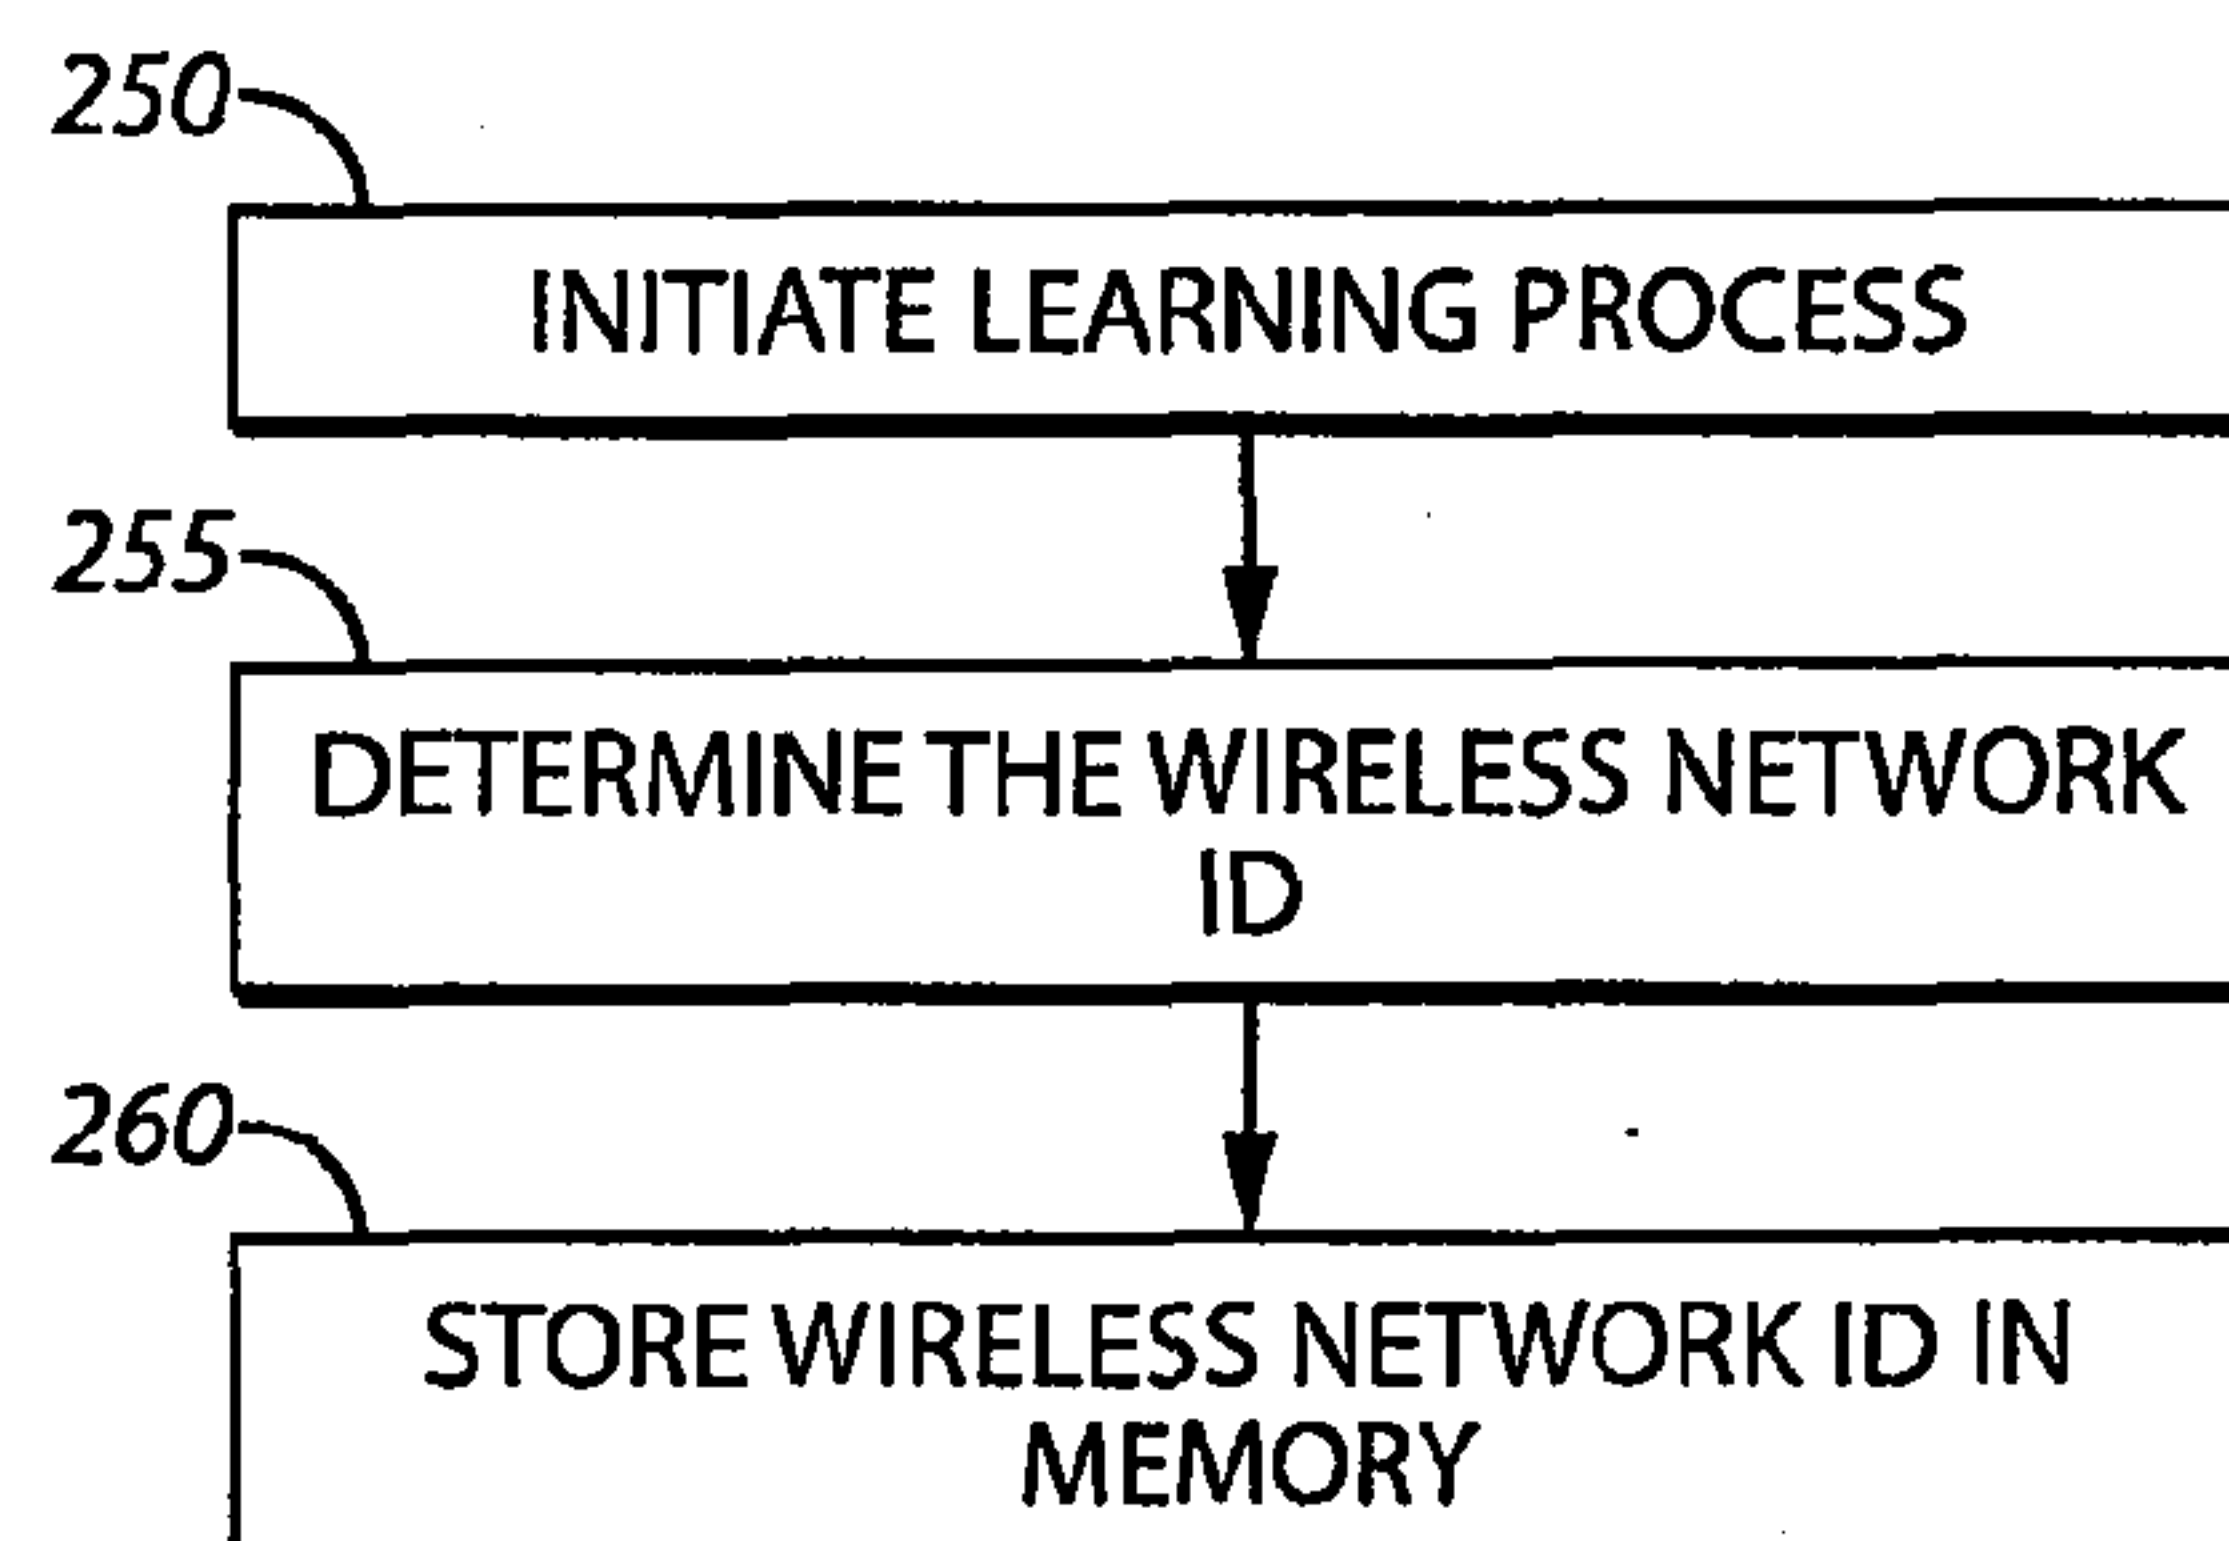 250
INITIATE LEARNING PROCESS
255
DETERMINE THE WIRELESS NETWORK
ID
260
STORE WIRELESS NETWORK ID IN
MEMORY